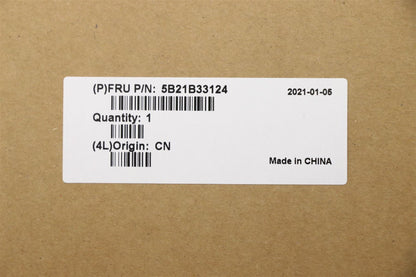 (P)FRU P/N: 5B21B33124 2021-01-05
Quantity: 1
(4L)Origin: CN
Made in CHINA